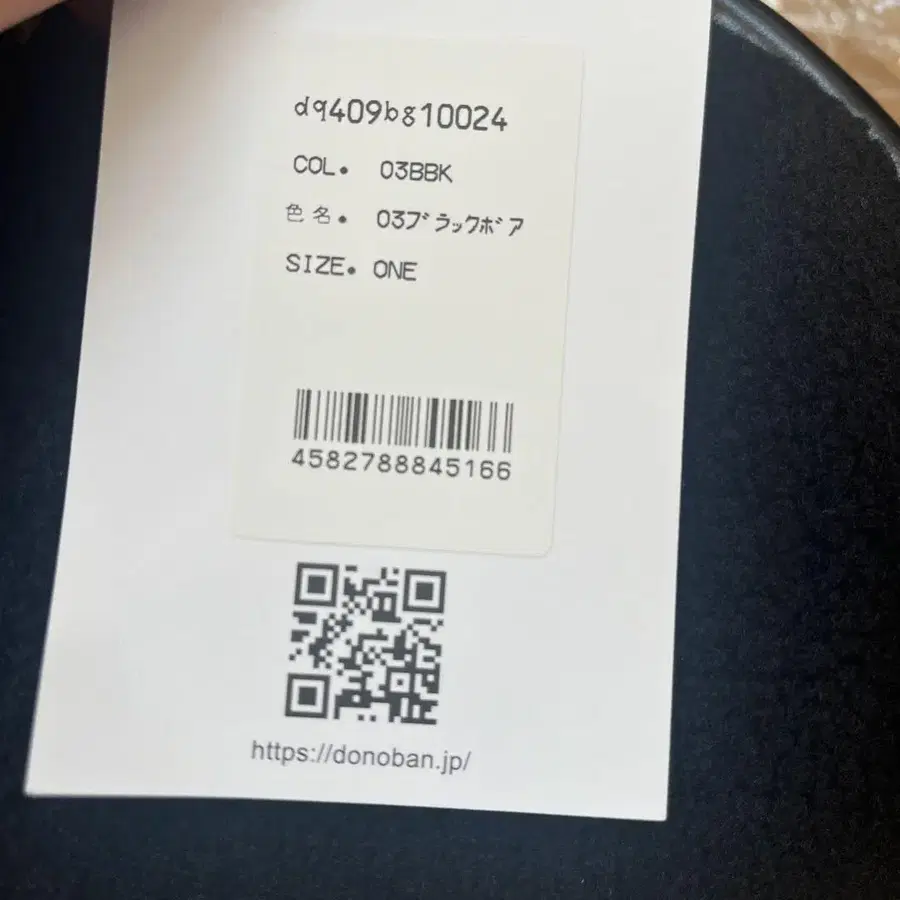 dq409bg10024
COL. 03BBK
色名. 03ブラックボア
SIZE. ONE
4582788845166
https://donoban.jp/